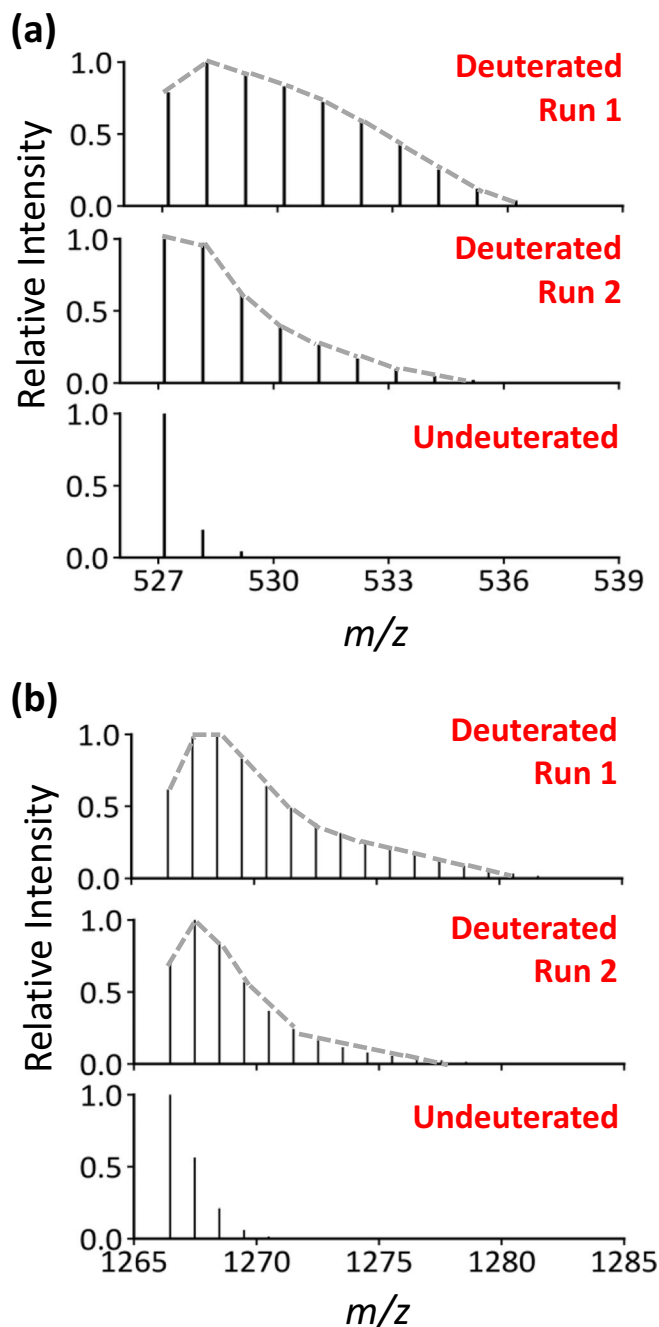 (a)
Deuterated
Run 1
1.0
0.5
0.0
Deuterated
Run 2
1.0
0.5
0.0
Undeuterated
1.0
0.5
0.0
527 530 533 536 539
m/z
Relative Intensity
(b)
Deuterated
Run 1
1.0
0.5
0.0
Deuterated
Run 2
1.0
0.5
0.0
Undeuterated
1.0
0.5
0.0
1265 1270 1275 1280 1285
m/z
Relative Intensity